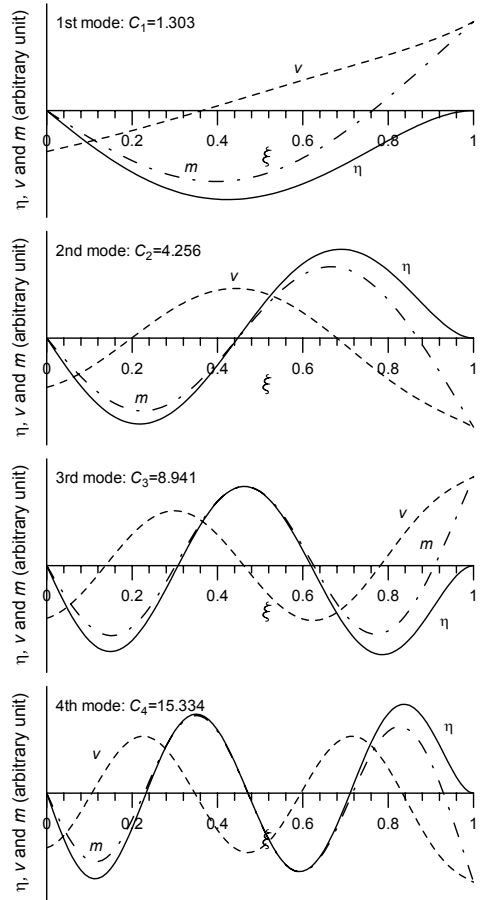 1st mode: C₁=1.303
η, v and m (arbitrary unit)
v
m
η
0 0.2 0.4 0.6 0.8 1
ξ
2nd mode: C₂=4.256
η, v and m (arbitrary unit)
v
η
m
0 0.2 0.4 0.6 0.8 1
ξ
3rd mode: C₃=8.941
η, v and m (arbitrary unit)
v
v
m
η
0 0.2 0.4 0.6 0.8 1
ξ
4th mode: C₄=15.334
η, v and m (arbitrary unit)
v
η
m
0 0.2 0.4 0.6 0.8 1
ξ